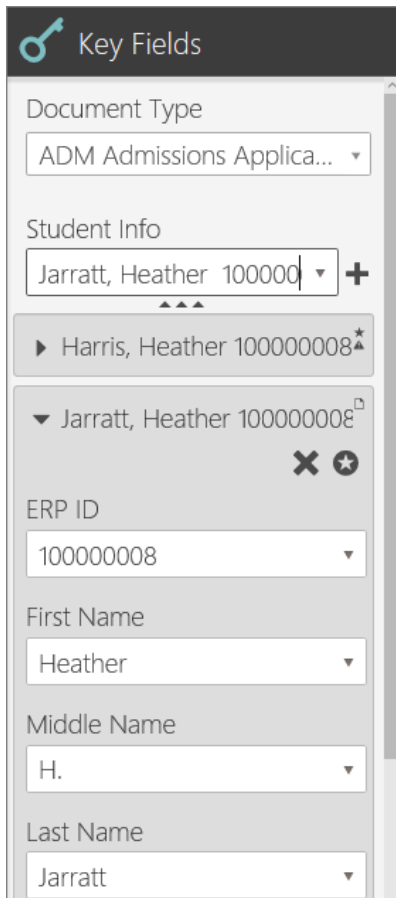 Key Fields
Document Type
ADM Admissions Applica...
Student Info
Jarratt, Heather 100000
Harris, Heather 100000008
Jarratt, Heather 100000008
ERP ID
100000008
First Name
Heather
Middle Name
H.
Last Name
Jarratt